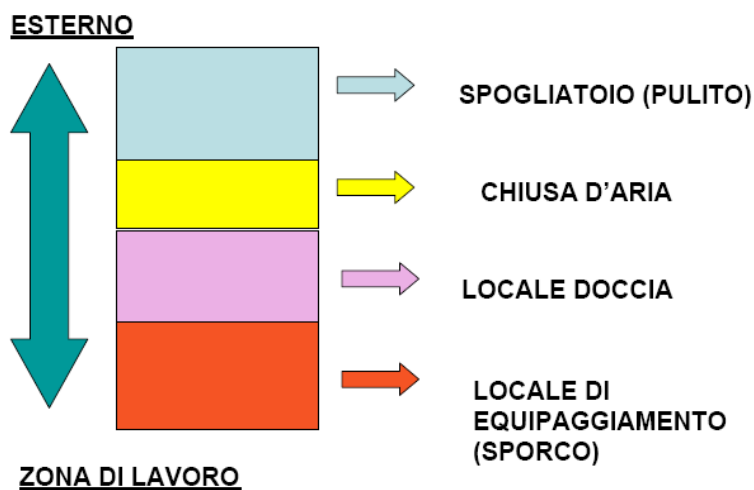 ESTERNO
SPOGLIATOIO (PULITO)
CHIUSA D'ARIA
LOCALE DOCCIA
LOCALE DI
EQUIPAGGIAMENTO
(SPORCO)
ZONA DI LAVORO